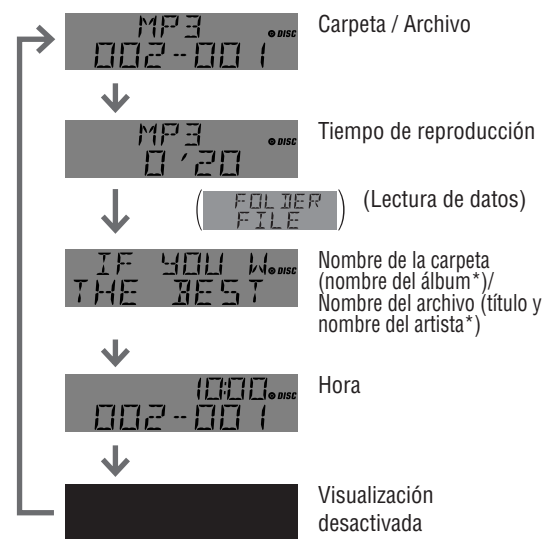 MP3 DISC
002-001
Carpeta / Archivo
MP3 DISC
0'20
Tiempo de reproducción
( FOLDER
FILE )
(Lectura de datos)
IF YOU W DISC
THE BEST
Nombre de la carpeta
(nombre del álbum*)/
Nombre del archivo (título y
nombre del artista*)
10:00 DISC
002-001
Hora
Visualización
desactivada